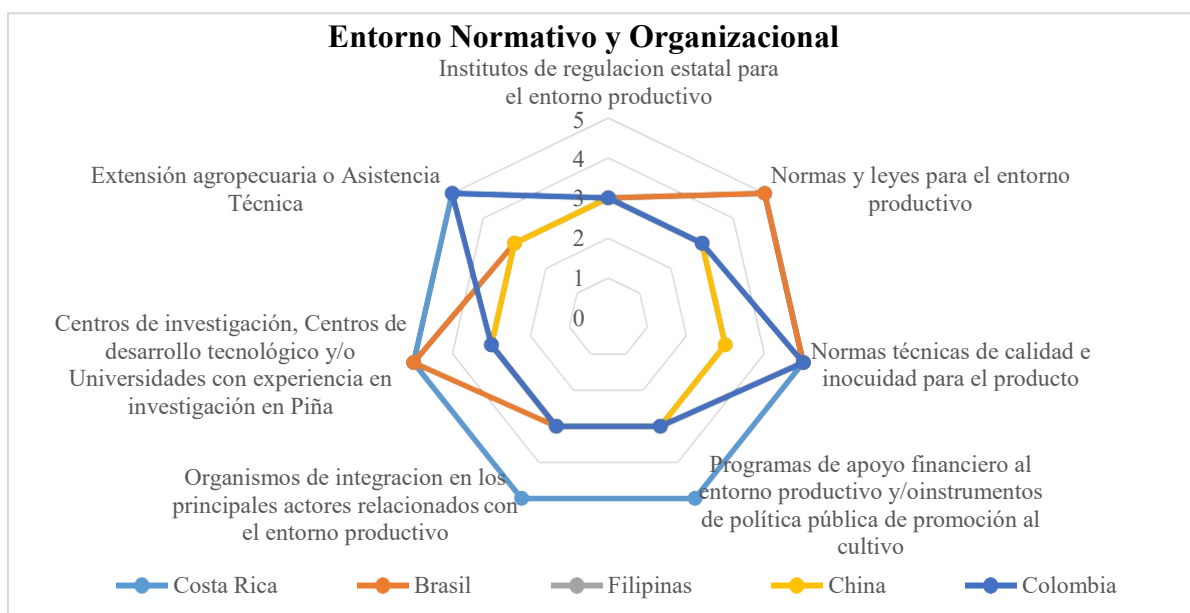 Entorno Normativo y Organizacional
Institutos de regulacion estatal para
el entorno productivo
5
4
3
2
1
0
Normas y leyes para el entorno
productivo
Normas técnicas de calidad e
inocuidad para el producto
Programas de apoyo financiero al
entorno productivo y/oinstrumentos
de política pública de promoción al
cultivo
Organismos de integracion en los
principales actores relacionados con
el entorno productivo
Centros de investigación, Centros de
desarrollo tecnológico y/o
Universidades con experiencia en
investigación en Piña
Extensión agropecuaria o Asistencia
Técnica
Costa Rica
Brasil
Filipinas
China
Colombia